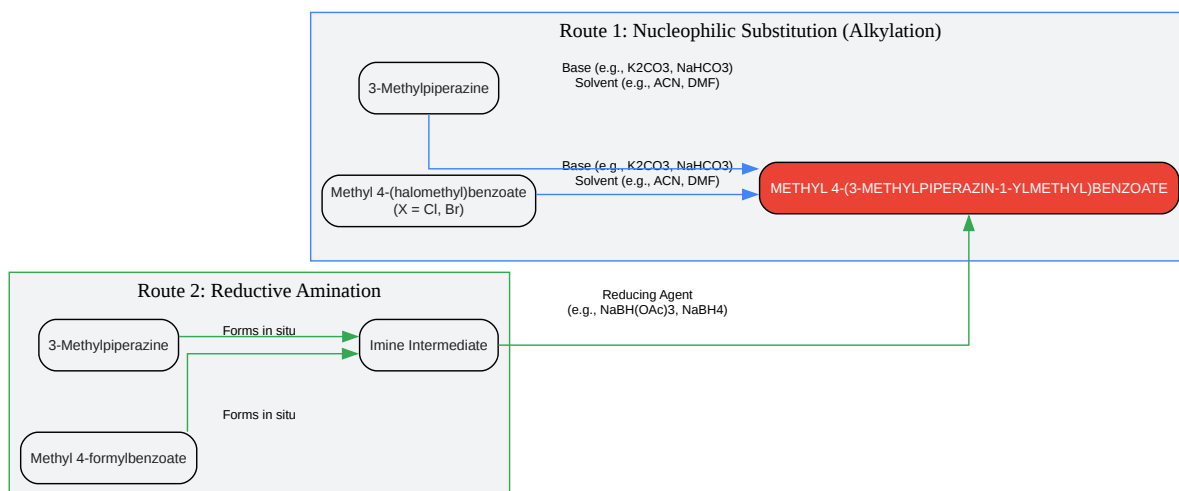 Route 1: Nucleophilic Substitution (Alkylation)
3-Methylpiperazine
Base (e.g., K2CO3, NaHCO3)
Solvent (e.g., ACN, DMF)
Base (e.g., K2CO3, NaHCO3)
Solvent (e.g., ACN, DMF)
Methyl 4-(halomethyl)benzoate
(X = Cl, Br)
METHYL 4-(3-METHYLPIPERAZIN-1-YLMETHYL)BENZOATE
Route 2: Reductive Amination
3-Methylpiperazine
Forms in situ
Imine Intermediate
Reducing Agent
(e.g., NaBH(OAc)3, NaBH4)
Forms in situ
Methyl 4-formylbenzoate